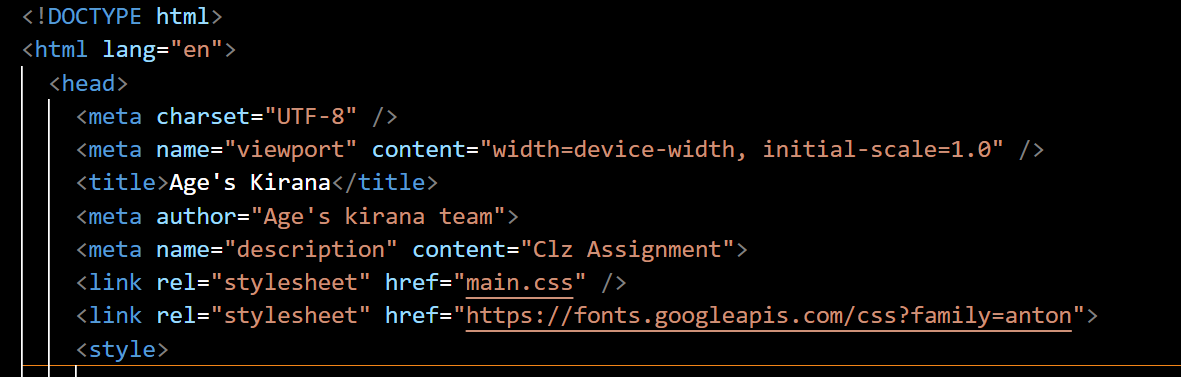 <!DOCTYPE html>
<html lang="en">
<head>
<meta charset="UTF-8" />
<meta name="viewport" content="width=device-width, initial-scale=1.0" />
<title>Age's Kirana</title>
<meta author="Age's kirana team">
<meta name="description" content="Clz Assignment">
<link rel="stylesheet" href="main.css" />
<link rel="stylesheet" href="https://fonts.googleapis.com/css?family=anton">
<style>